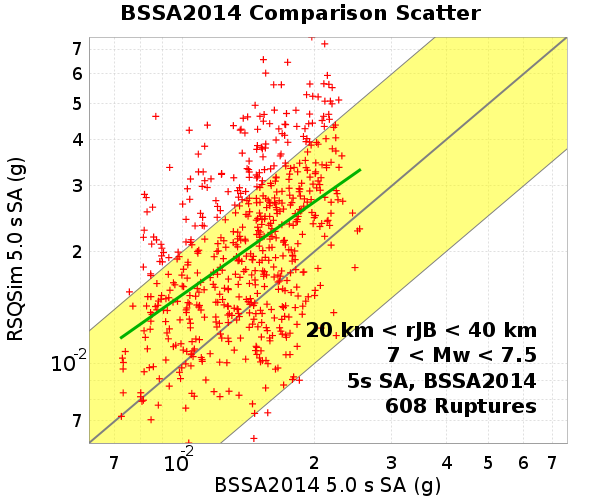 BSSA2014 Comparison Scatter
RSQSim 5.0 s SA (g)
7
6
5
4
3
2
10-2
7
20 km < rJB < 40 km
7 < Mw < 7.5
5s SA, BSSA2014
608 Ruptures
7 10-2 2 3 4 5 6 7
BSSA2014 5.0 s SA (g)